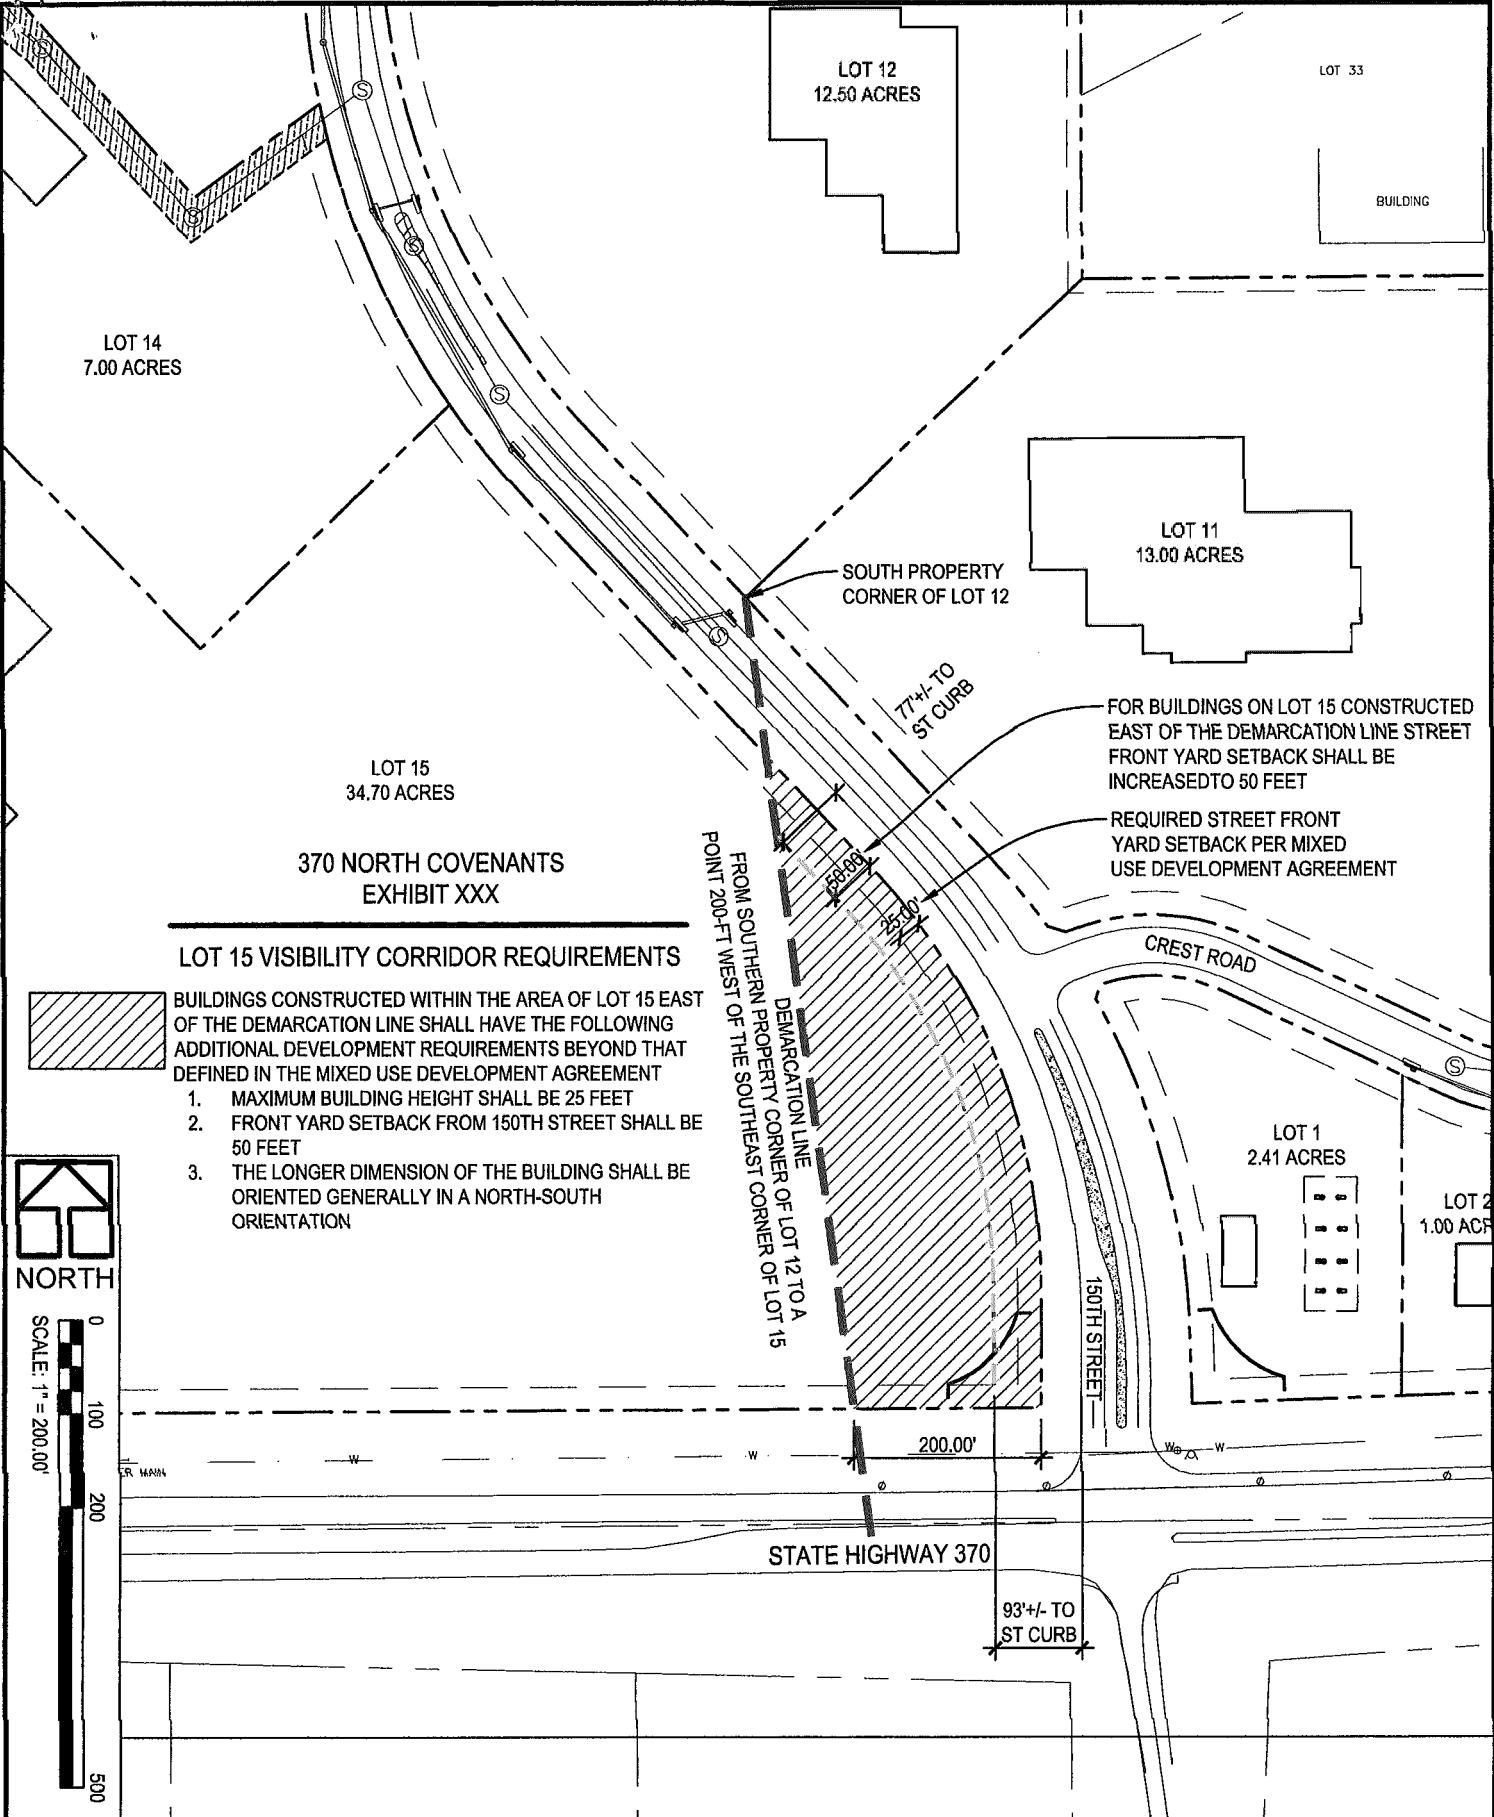 LOT 12
12.50 ACRES
LOT 33
BUILDING
LOT 14
7.00 ACRES
LOT 11
13.00 ACRES
SOUTH PROPERTY
CORNER OF LOT 12
77'+/- TO
ST CURB
FOR BUILDINGS ON LOT 15 CONSTRUCTED
EAST OF THE DEMARCATION LINE STREET
FRONT YARD SETBACK SHALL BE
INCREASEDTO 50 FEET
LOT 15
34.70 ACRES
REQUIRED STREET FRONT
YARD SETBACK PER MIXED
USE DEVELOPMENT AGREEMENT
50.00'
25.00'
370 NORTH COVENANTS
EXHIBIT XXX
LOT 15 VISIBILITY CORRIDOR REQUIREMENTS
BUILDINGS CONSTRUCTED WITHIN THE AREA OF LOT 15 EAST
OF THE DEMARCATION LINE SHALL HAVE THE FOLLOWING
ADDITIONAL DEVELOPMENT REQUIREMENTS BEYOND THAT
DEFINED IN THE MIXED USE DEVELOPMENT AGREEMENT
1. MAXIMUM BUILDING HEIGHT SHALL BE 25 FEET
2. FRONT YARD SETBACK FROM 150TH STREET SHALL BE
50 FEET
3. THE LONGER DIMENSION OF THE BUILDING SHALL BE
ORIENTED GENERALLY IN A NORTH-SOUTH
ORIENTATION
DEMARCATION LINE
FROM SOUTHERN PROPERTY CORNER OF LOT 12 TO A
POINT 200-FT WEST OF THE SOUTHEAST CORNER OF LOT 15
CREST ROAD
LOT 1
2.41 ACRES
LOT 2
1.00 ACR
150TH STREET
NORTH
0
100
200
500
SCALE: 1" = 200.00'
200.00'
W
W
W
W
ER MAIN
STATE HIGHWAY 370
93'+/- TO
ST CURB
S
S
S
S
S
S
S